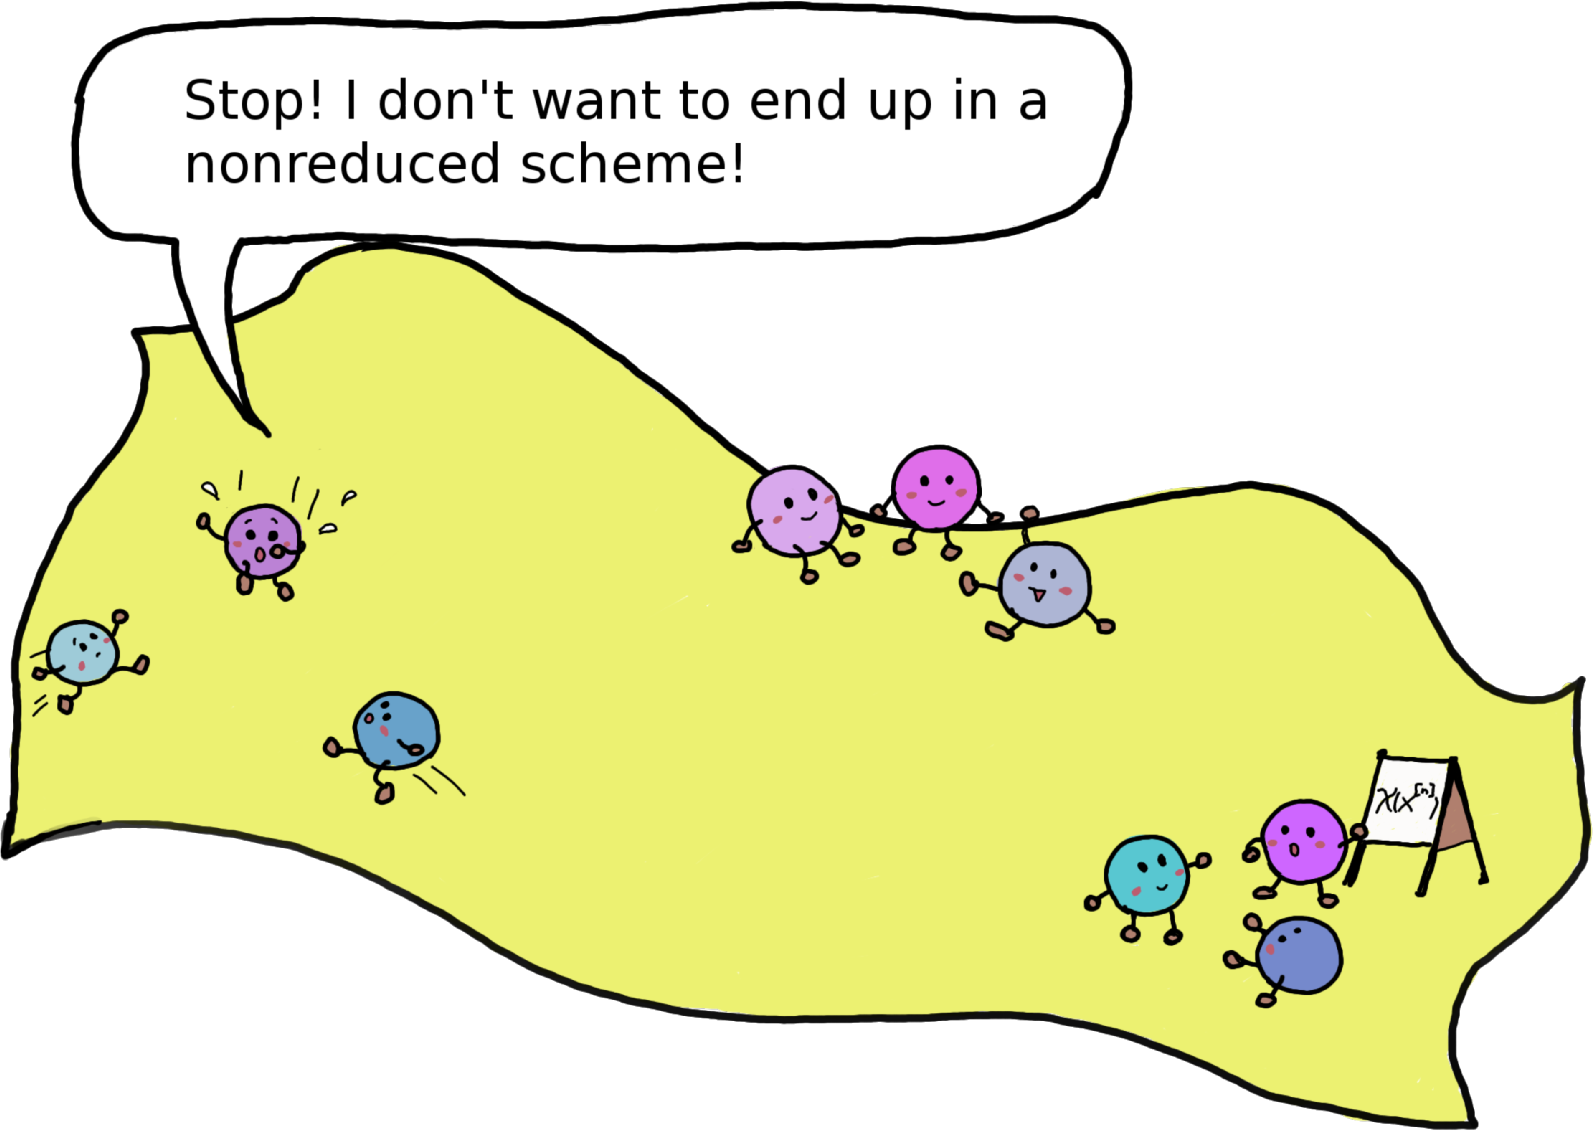 Stop! I don't want to end up in a
nonreduced scheme!
χ(X^[n])